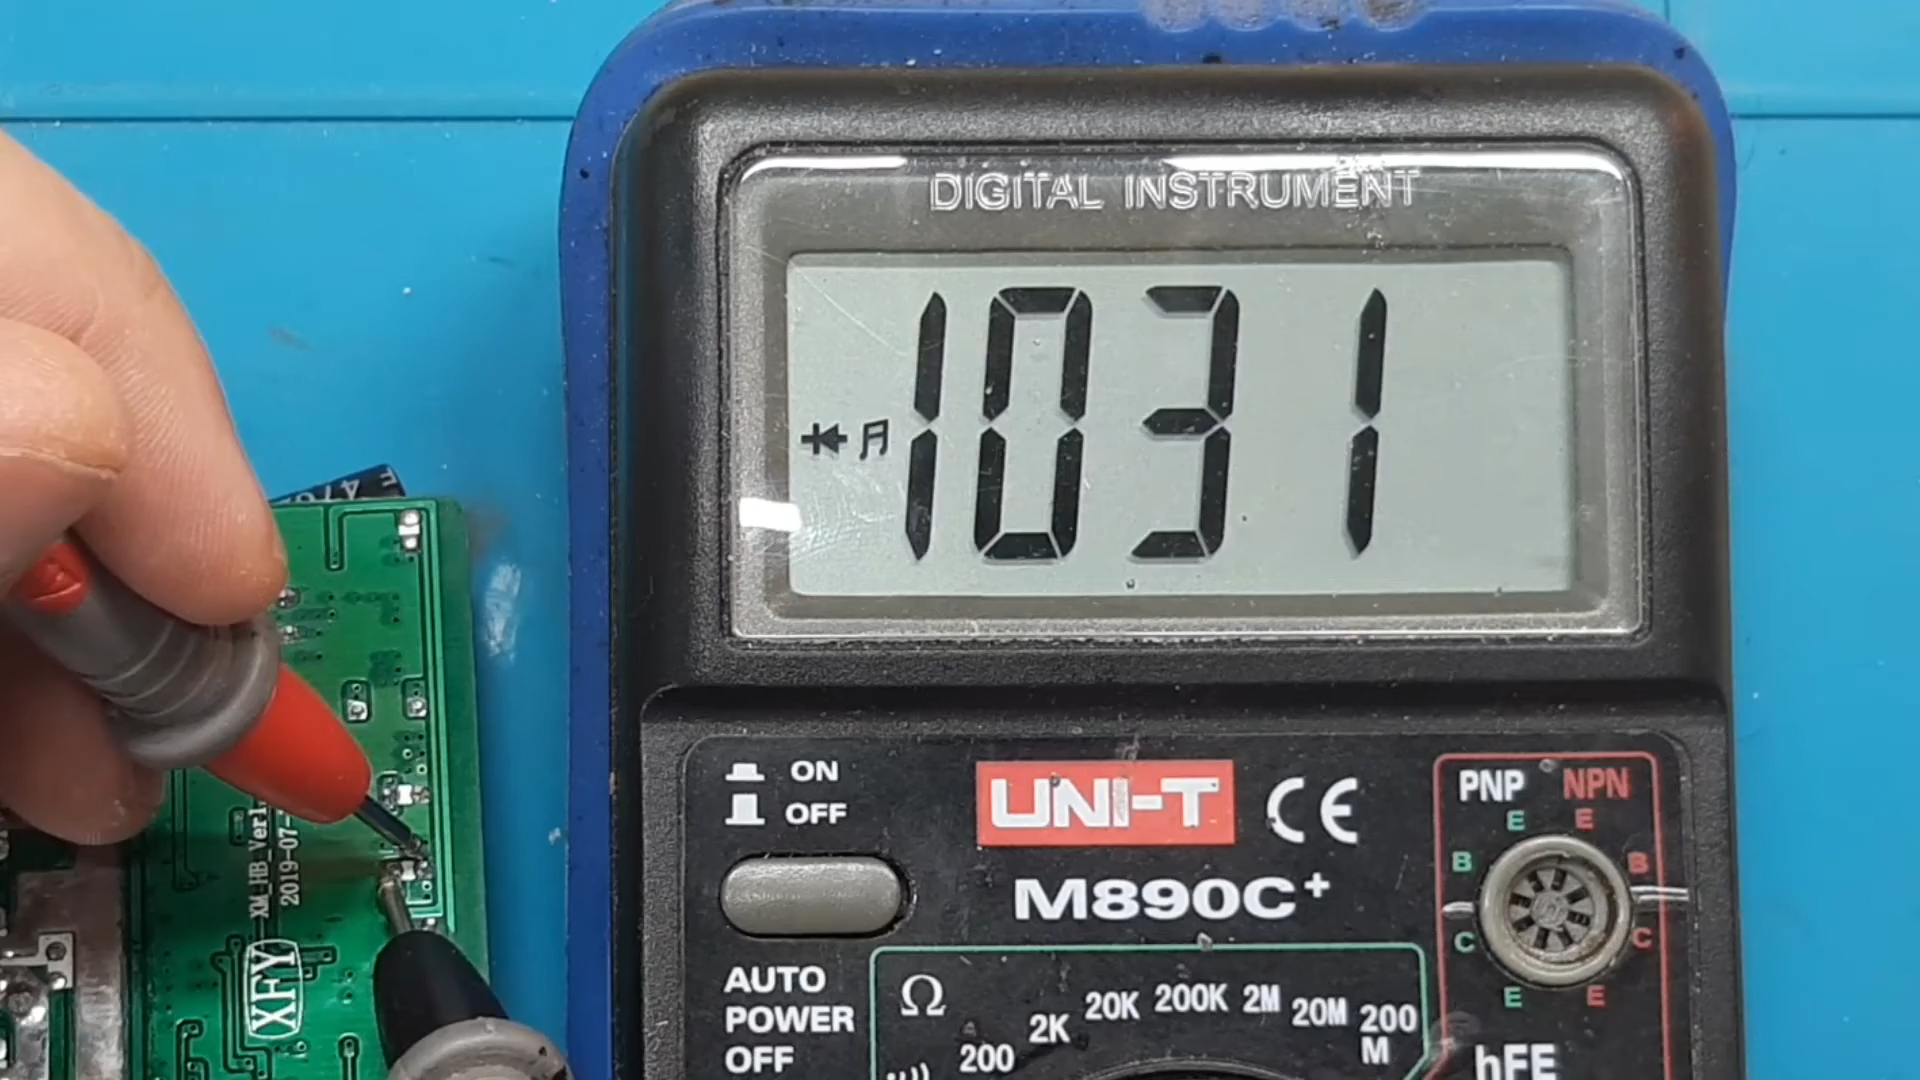 DIGITAL INSTRUMENT
1031
ON
OFF
UNI-T CE
M890C+
AUTO
POWER
OFF
Ω
200
2K
20K
200K
2M
20M
200
M
PNP NPN
E E
B B
C C
E E
hFE
XM_HB_Ver1.
2019-07-
XFY